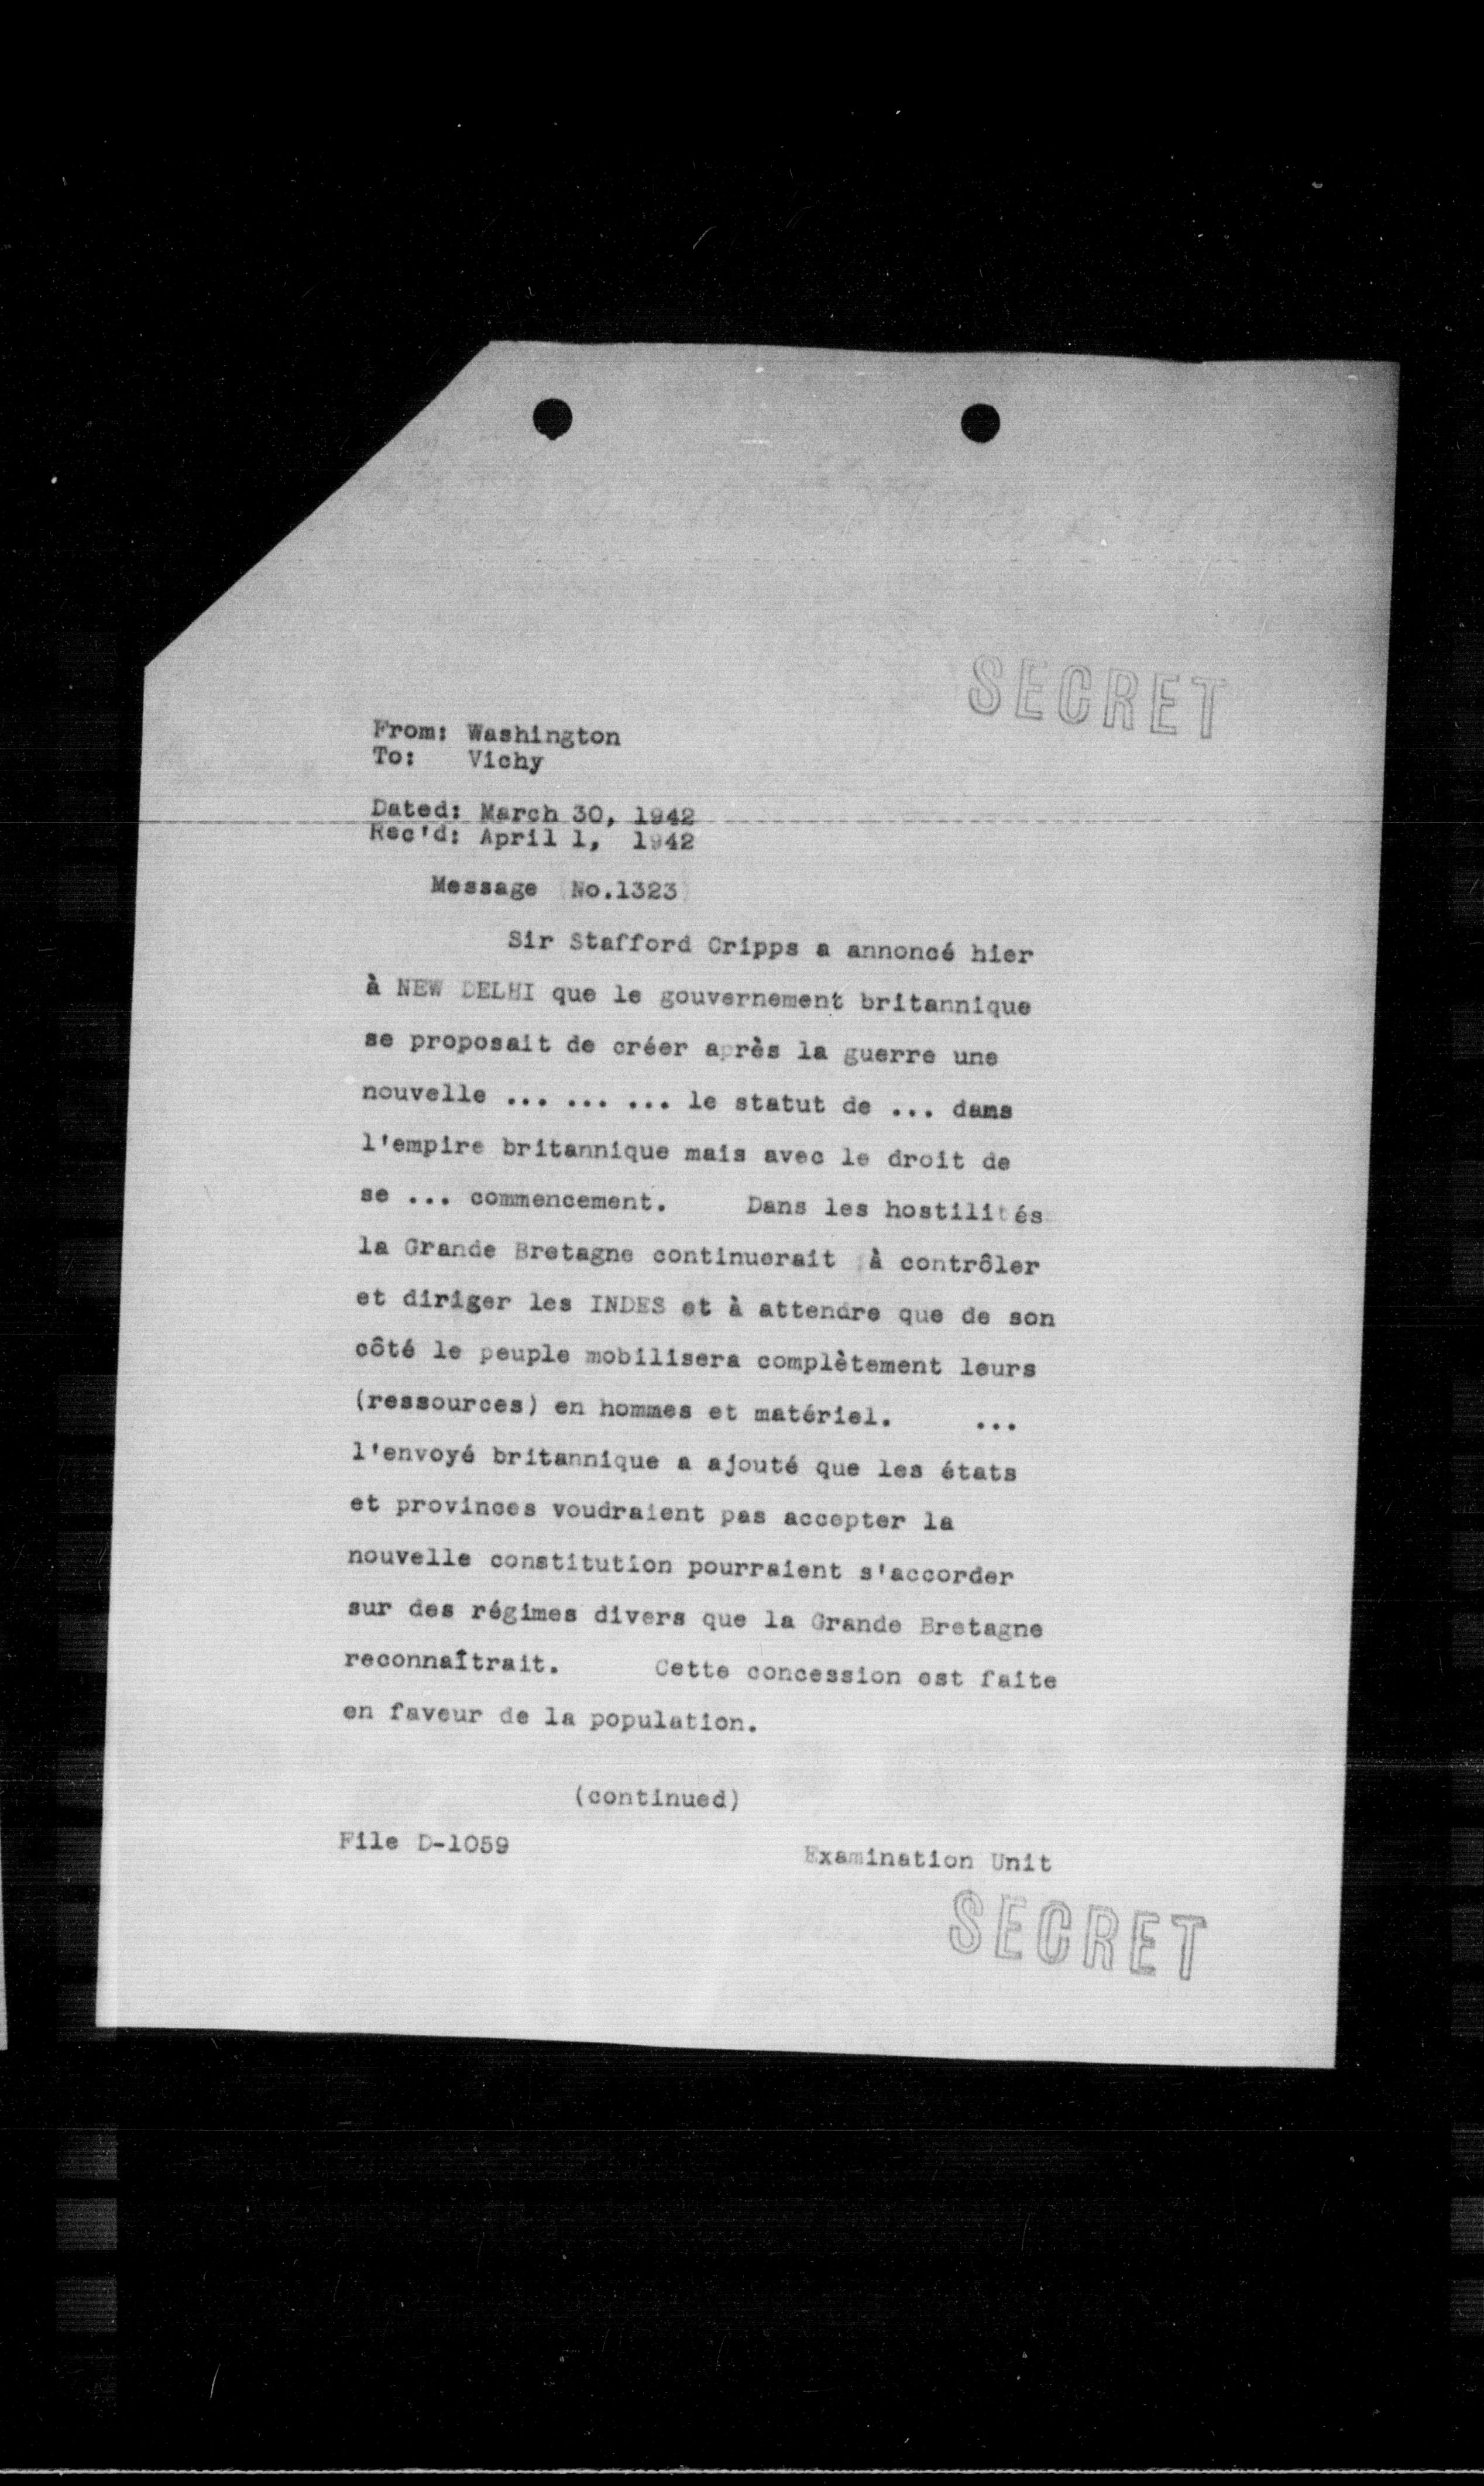 SECRET
From: Washington
To: Vichy
Dated: March 30, 1942
Rec'd: April 1, 1942
Message No.1323
Sir Stafford Cripps a annoncé hier
à NEW DELHI que le gouvernement britannique
se proposait de créer après la guerre une
nouvelle ... ... ... le statut de ... dans
l'empire britannique mais avec le droit de
se ... commencement. Dans les hostilités
la Grande Bretagne continuerait à contrôler
et diriger les INDES et à attendre que de son
côté le peuple mobilisera complètement leurs
(ressources) en hommes et matériel. ...
l'envoyé britannique a ajouté que les états
et provinces voudraient pas accepter la
nouvelle constitution pourraient s'accorder
sur des régimes divers que la Grande Bretagne
reconnaîtrait. Cette concession est faite
en faveur de la population.
(continued)
File D-1059
Examination Unit
SECRET